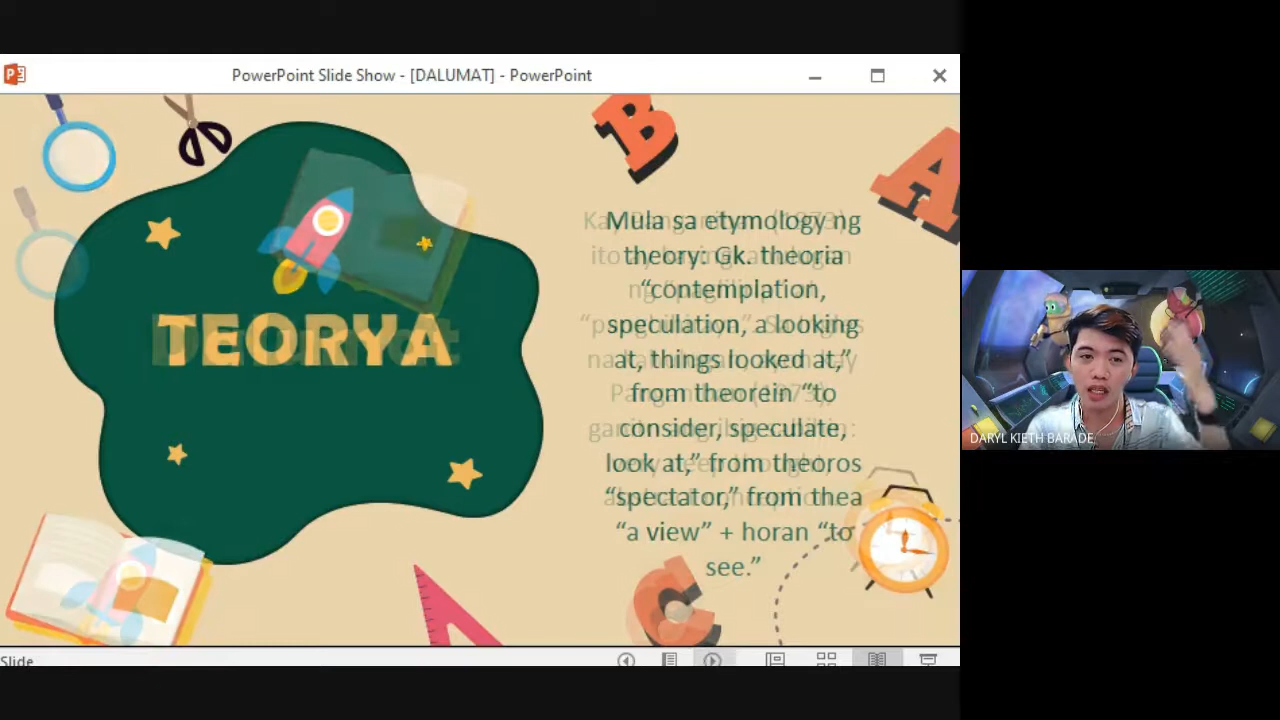 PowerPoint Slide Show - [DALUMAT] - PowerPoint
B
A
TEORYA
Mula sa etymology ng
theory: Gk. theoria
“contemplation,
speculation, a looking
at, things looked at,”
from theorein “to
consider, speculate,
look at,” from theoros
“spectator,” from thea
“a view” + horan “to
see.”
C
DARYL KIETH BARADE
Slide